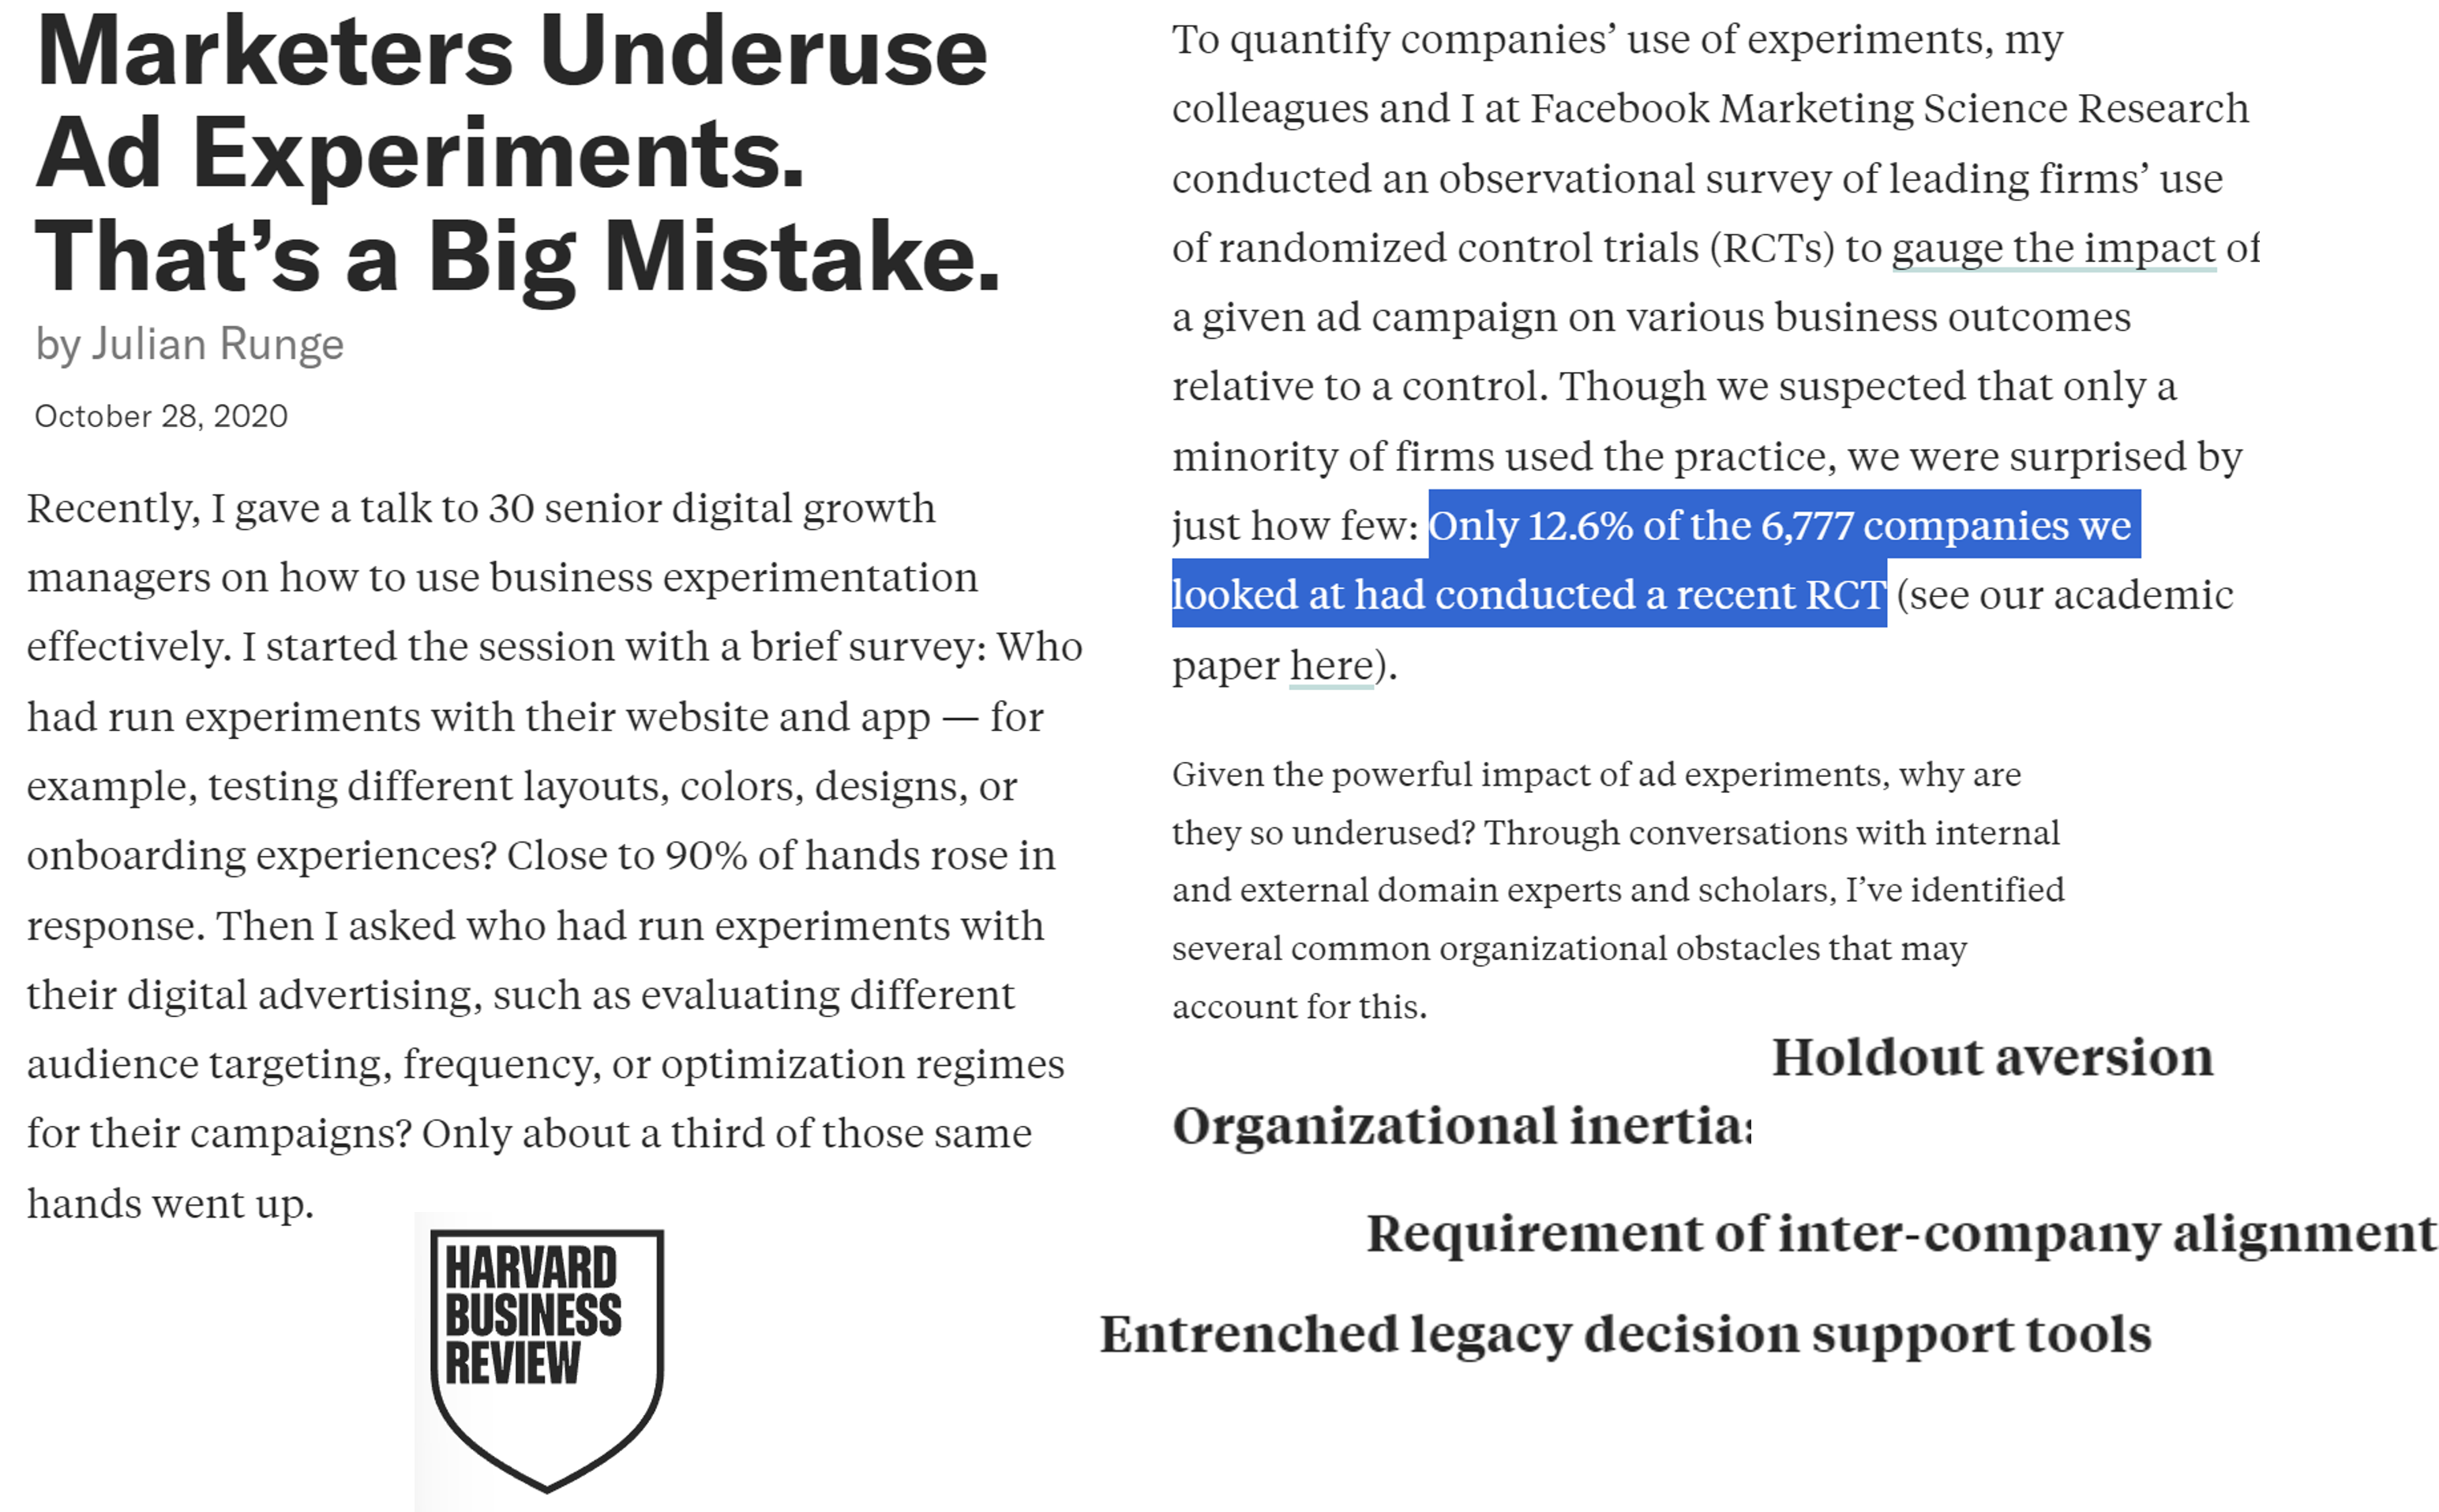 Marketers Underuse
Ad Experiments.
That’s a Big Mistake.
by Julian Runge
October 28, 2020
Recently, I gave a talk to 30 senior digital growth
managers on how to use business experimentation
effectively. I started the session with a brief survey: Who
had run experiments with their website and app — for
example, testing different layouts, colors, designs, or
onboarding experiences? Close to 90% of hands rose in
response. Then I asked who had run experiments with
their digital advertising, such as evaluating different
audience targeting, frequency, or optimization regimes
for their campaigns? Only about a third of those same
hands went up.
HARVARD
BUSINESS
REVIEW
To quantify companies’ use of experiments, my
colleagues and I at Facebook Marketing Science Research
conducted an observational survey of leading firms’ use
of randomized control trials (RCTs) to gauge the impact of
a given ad campaign on various business outcomes
relative to a control. Though we suspected that only a
minority of firms used the practice, we were surprised by
just how few: Only 12.6% of the 6,777 companies we
looked at had conducted a recent RCT (see our academic
paper here).
Given the powerful impact of ad experiments, why are
they so underused? Through conversations with internal
and external domain experts and scholars, I’ve identified
several common organizational obstacles that may
account for this.
Holdout aversion
Organizational inertia:
Requirement of inter-company alignment
Entrenched legacy decision support tools